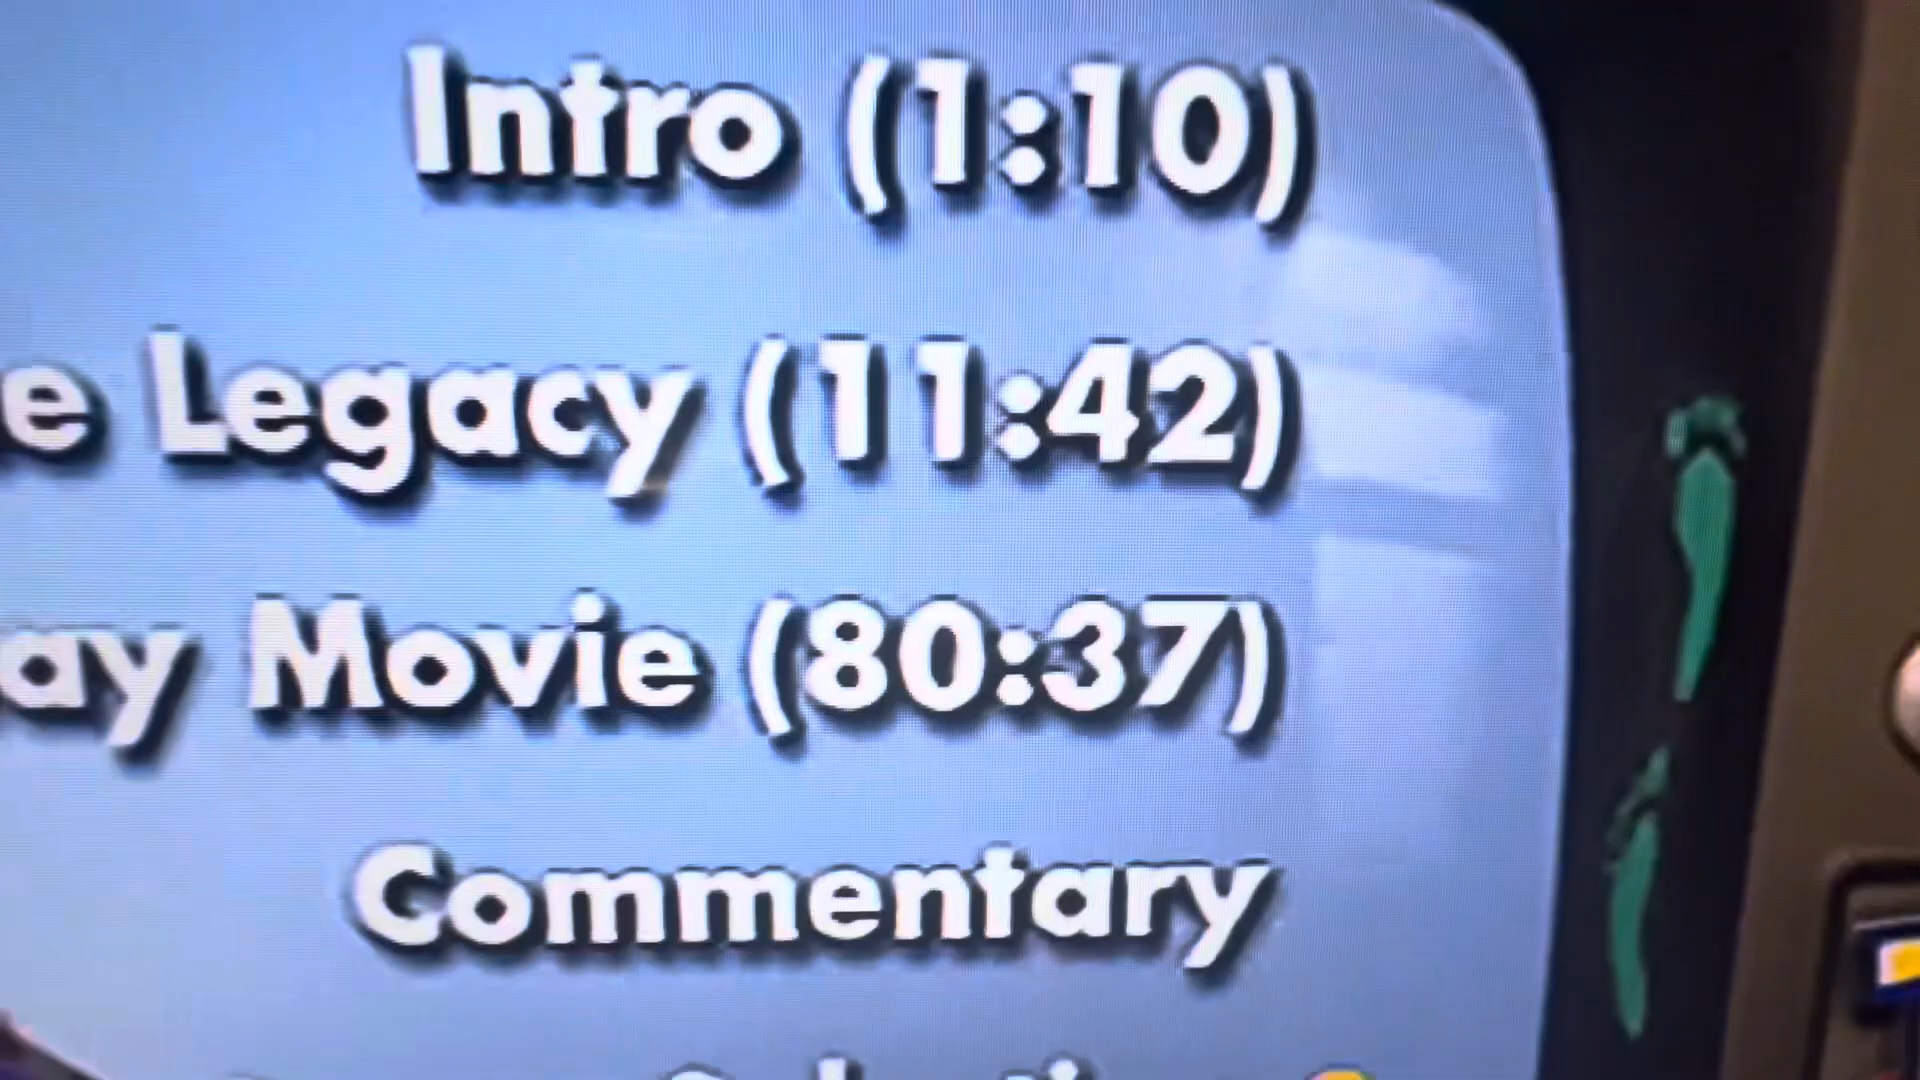 Intro (1:10)
e Legacy (11:42)
ay Movie (80:37)
Commentary